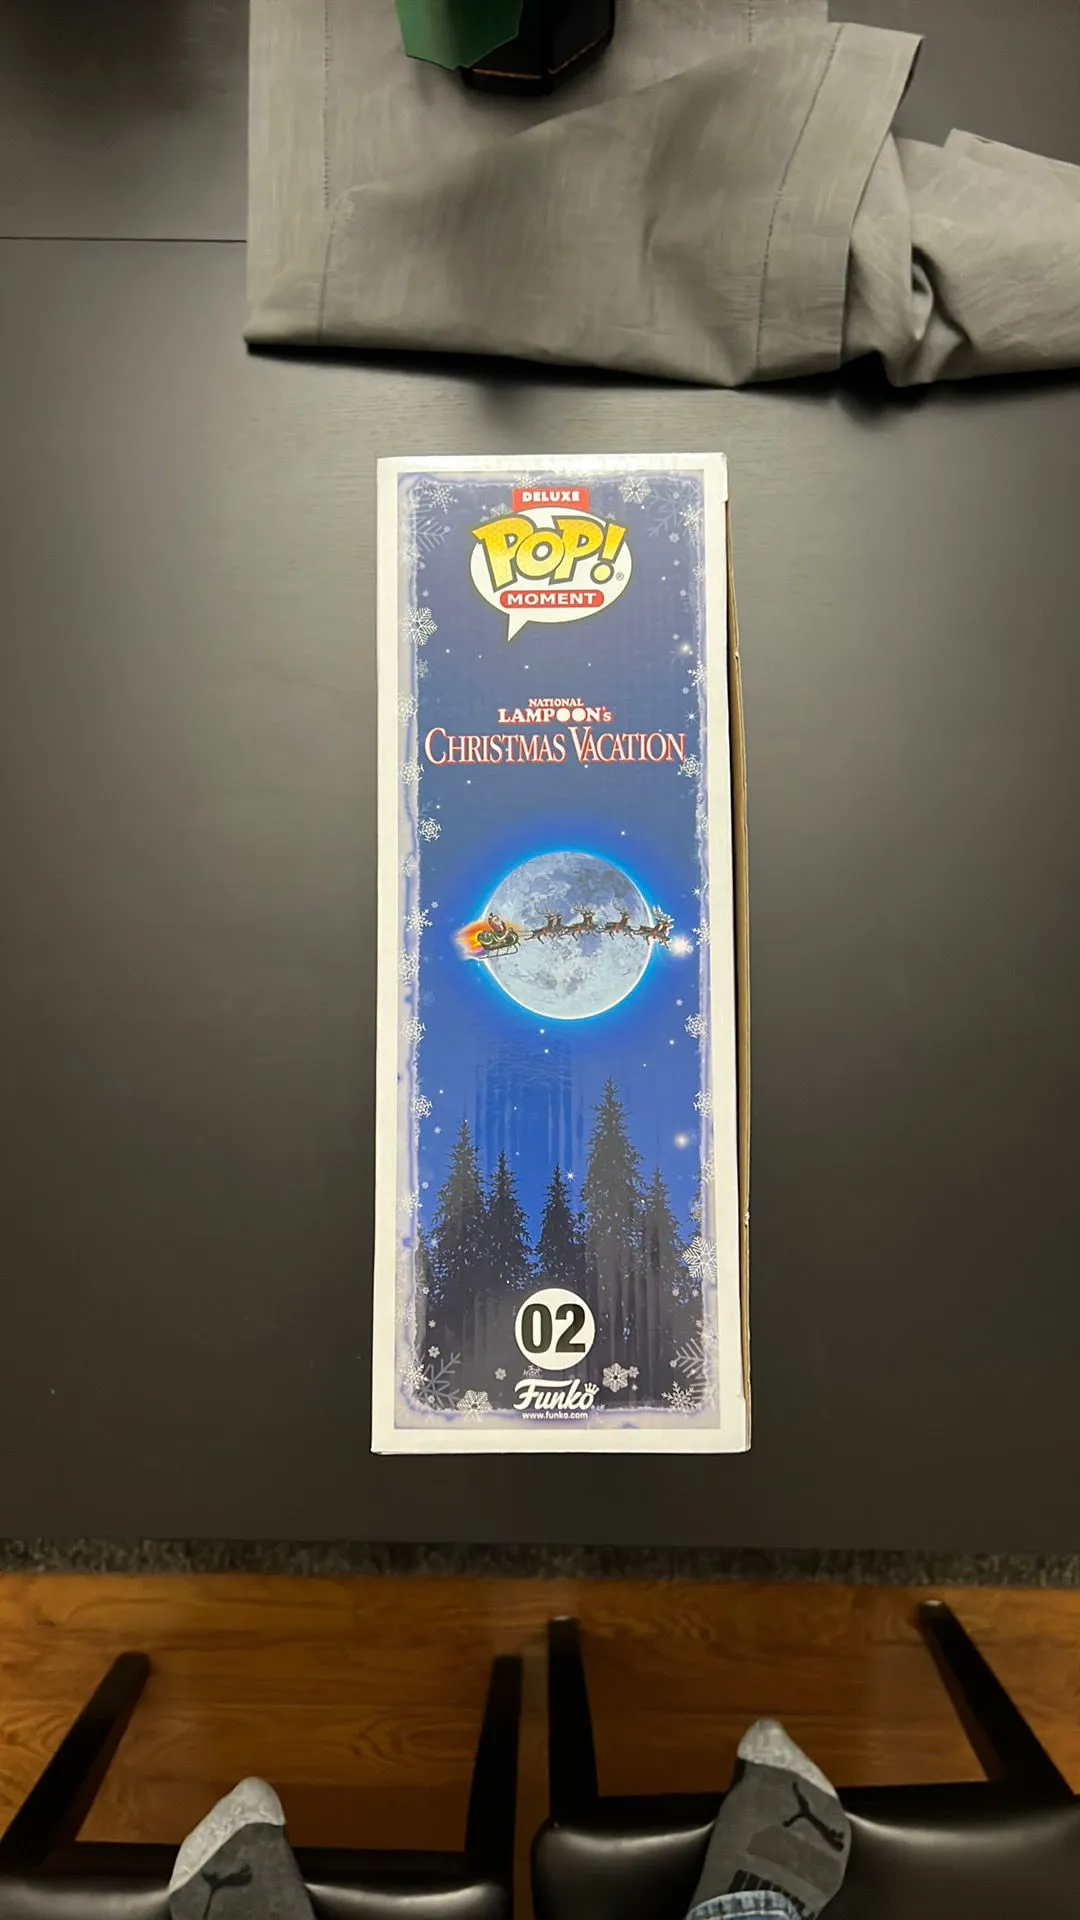 DELUXE
POP!®
MOMENT
NATIONAL
LAMPOON's
CHRISTMAS VACATION
02
Funko
www.funko.com